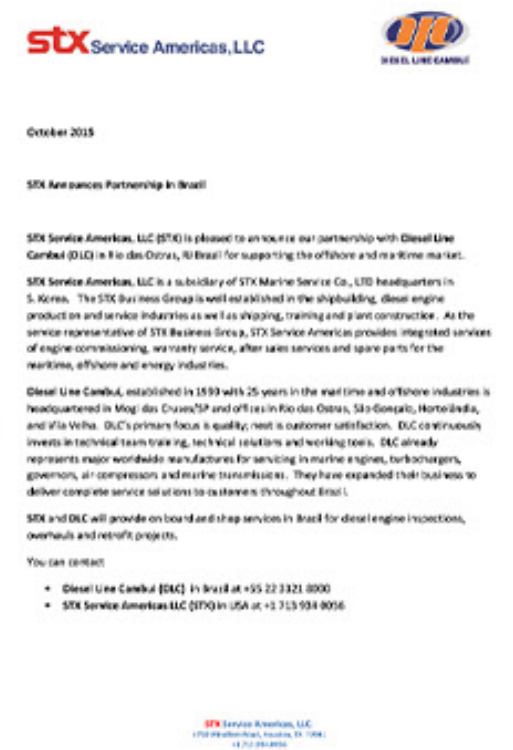 stx Service Americas, LLC
DIESEL LINE CAMBUÍ
October 2015
STX Announces Partnership in Brazil
STX Service Americas, LLC (STX) is pleased to announce our partnership with Diesel Line
Cambui (DLC) in Rio das Ostras, RJ Brazil for supporting the offshore and maritime market.
STX Service Americas, LLC is a subsidiary of STX Marine Service Co., LTD headquarters in
S. Korea. The STX Business Group is well established in the shipbuilding, diesel engine
production and service industries as well as shipping, training and plant construction. As the
service representative of STX Business Group, STX Service Americas provides integrated services
of engine commissioning, warranty service, after sales services and spare parts for the
maritime, offshore and energy industries.
Diesel Line Cambui, established in 1990 with 25 years in the maritime and offshore industries is
headquartered in Mogi das Cruzes/SP and offices in Rio das Ostras, São Gonçalo, Hortolândia,
and Vila Velha. DLC's primary focus is quality; next is customer satisfaction. DLC continuously
invests in technical team training, technical solutions and working tools. DLC already
represents major worldwide manufactures for servicing in marine engines, turbochargers,
governors, air compressors and marine transmissions. They have expanded their business to
deliver complete service solutions to customers throughout Brazil.
STX and DLC will provide on board and shop services in Brazil for diesel engine inspections,
overhauls and retrofit projects.
You can contact
• Diesel Line Cambui (DLC) in Brazil at +55 22 3321 8000
• STX Service Americas LLC (STX) in USA at +1 713 934 8056
STX Service Americas, LLC
Houston, TX